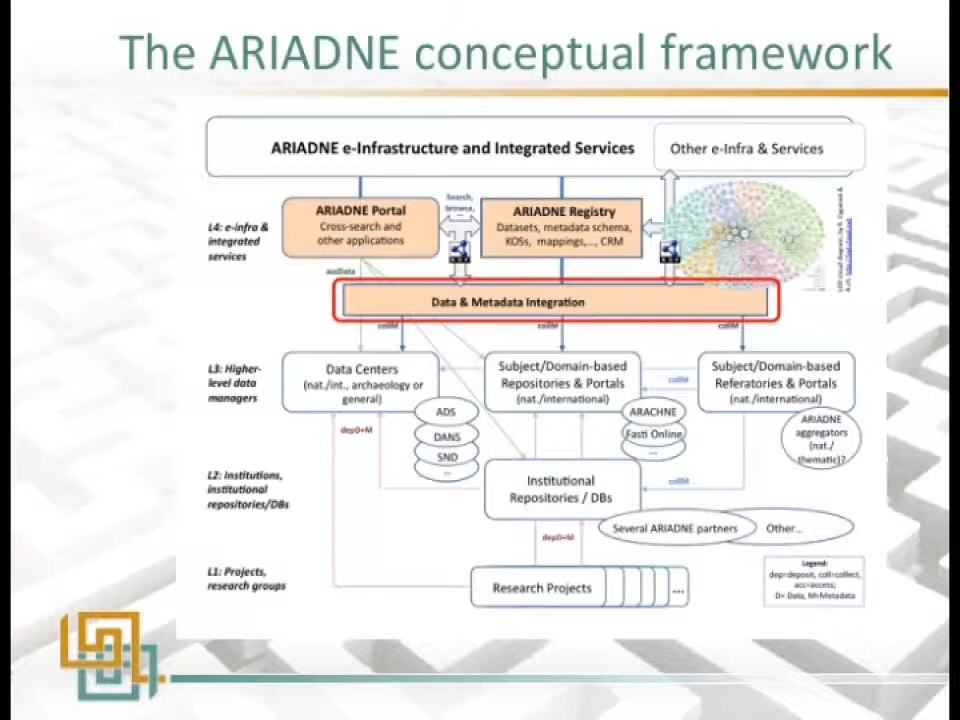 The ARIADNE conceptual framework
ARIADNE e-Infrastructure and Integrated Services
Other e-Infra & Services
L4: e-infra &
integrated
services
ARIADNE Portal
Cross-search and
other applications
Search,
browse,
...
ARIADNE Registry
Datasets, metadata schema,
KOSs, mappings,..., CRM
accData
Data & Metadata Integration
collM
collM
collM
L3: Higher-
level data
managers
Data Centers
(nat./int., archaeology or
general)
Subject/Domain-based
Repositories & Portals
(nat./international)
collM
Subject/Domain-based
Referatories & Portals
(nat./international)
ADS
DANS
SND
...
ARACHNE
Fasti Online
...
ARIADNE
aggregators
(nat./
thematic)?
depD+M
L2: Institutions,
institutional
repositories/DBs
Institutional
Repositories / DBs
collM
Several ARIADNE partners
Other...
depD+M
L1: Projects,
research groups
Research Projects
...
Legend:
dep=deposit, coll=collect,
acc=access;
D= Data, M=Metadata